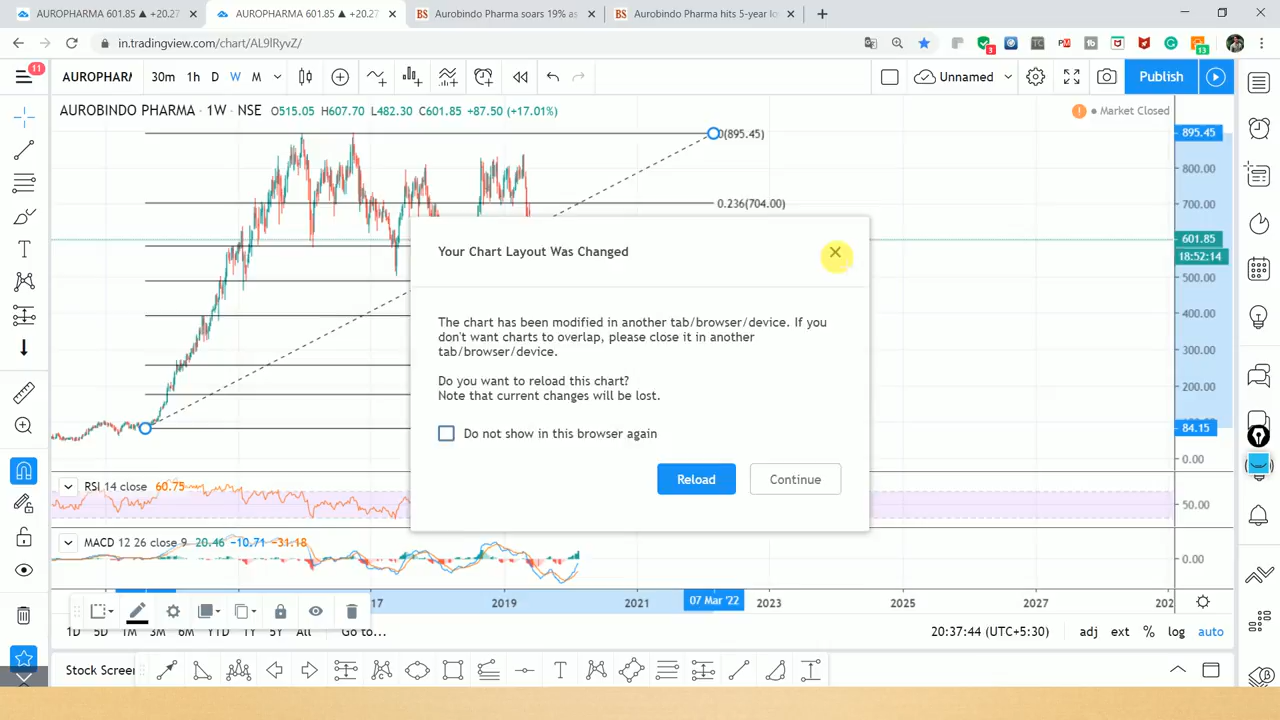 AUROPHARMA 601.85 ▲ +20.27
AUROPHARMA 601.85 ▲ +20.27
Aurobindo Pharma soars 19% as
Aurobindo Pharma hits 5-year lo
in.tradingview.com/chart/AL9lRyvZ/
11
AUROPHARM
30m 1h D W M
Unnamed
Publish
AUROBINDO PHARMA · 1W · NSE O515.05 H607.70 L482.30 C601.85 +87.50 (+17.01%)
Market Closed
0(895.45)
895.45
800.00
0.236(704.00)
700.00
601.85
18:52:14
500.00
400.00
300.00
200.00
84.15
0.00
Your Chart Layout Was Changed
The chart has been modified in another tab/browser/device. If you
don't want charts to overlap, please close it in another
tab/browser/device.
Do you want to reload this chart?
Note that current changes will be lost.
Do not show in this browser again
Reload
Continue
RSI 14 close 60.75
50.00
MACD 12 26 close 9 20.46 −10.71 −31.18
0.00
17 2019 2021 07 Mar '22 2023 2025 2027 202
1D 5D 1M 3M 6M YTD 1Y 5Y All Go to...
20:37:44 (UTC+5:30)
adj ext % log auto
Stock Screen